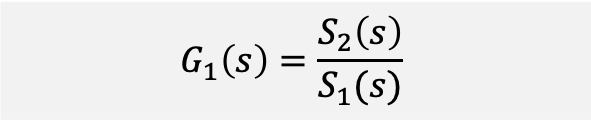 G₁(s) = S₂(s) / S₁(s)